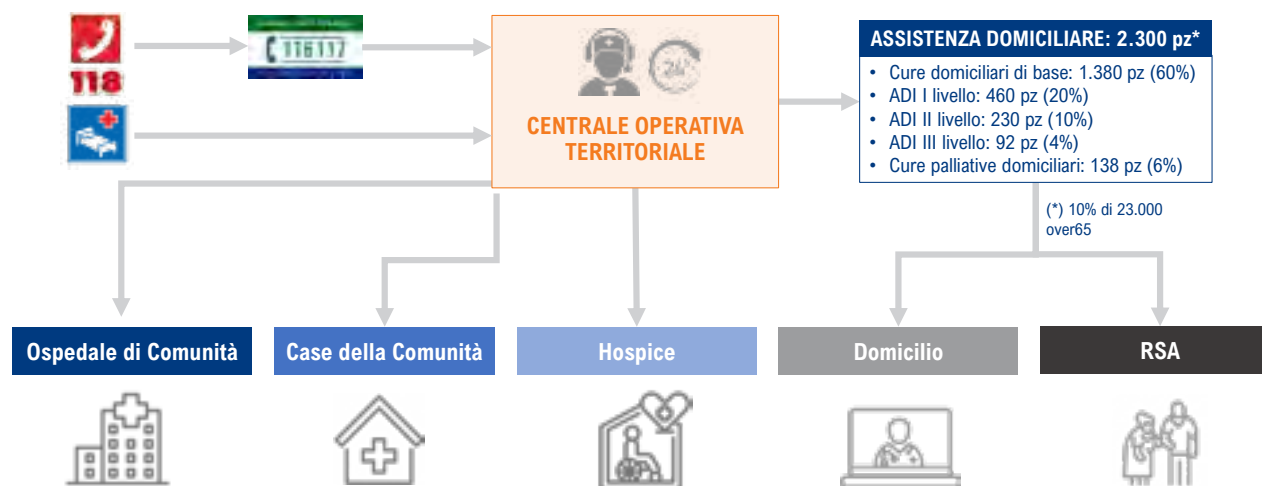 118
116117
24
CENTRALE OPERATIVA
TERRITORIALE
ASSISTENZA DOMICILIARE: 2.300 pz*
• Cure domiciliari di base: 1.380 pz (60%)
• ADI I livello: 460 pz (20%)
• ADI II livello: 230 pz (10%)
• ADI III livello: 92 pz (4%)
• Cure palliative domiciliari: 138 pz (6%)
(*) 10% di 23.000
over65
Ospedale di Comunità
Case della Comunità
Hospice
Domicilio
RSA